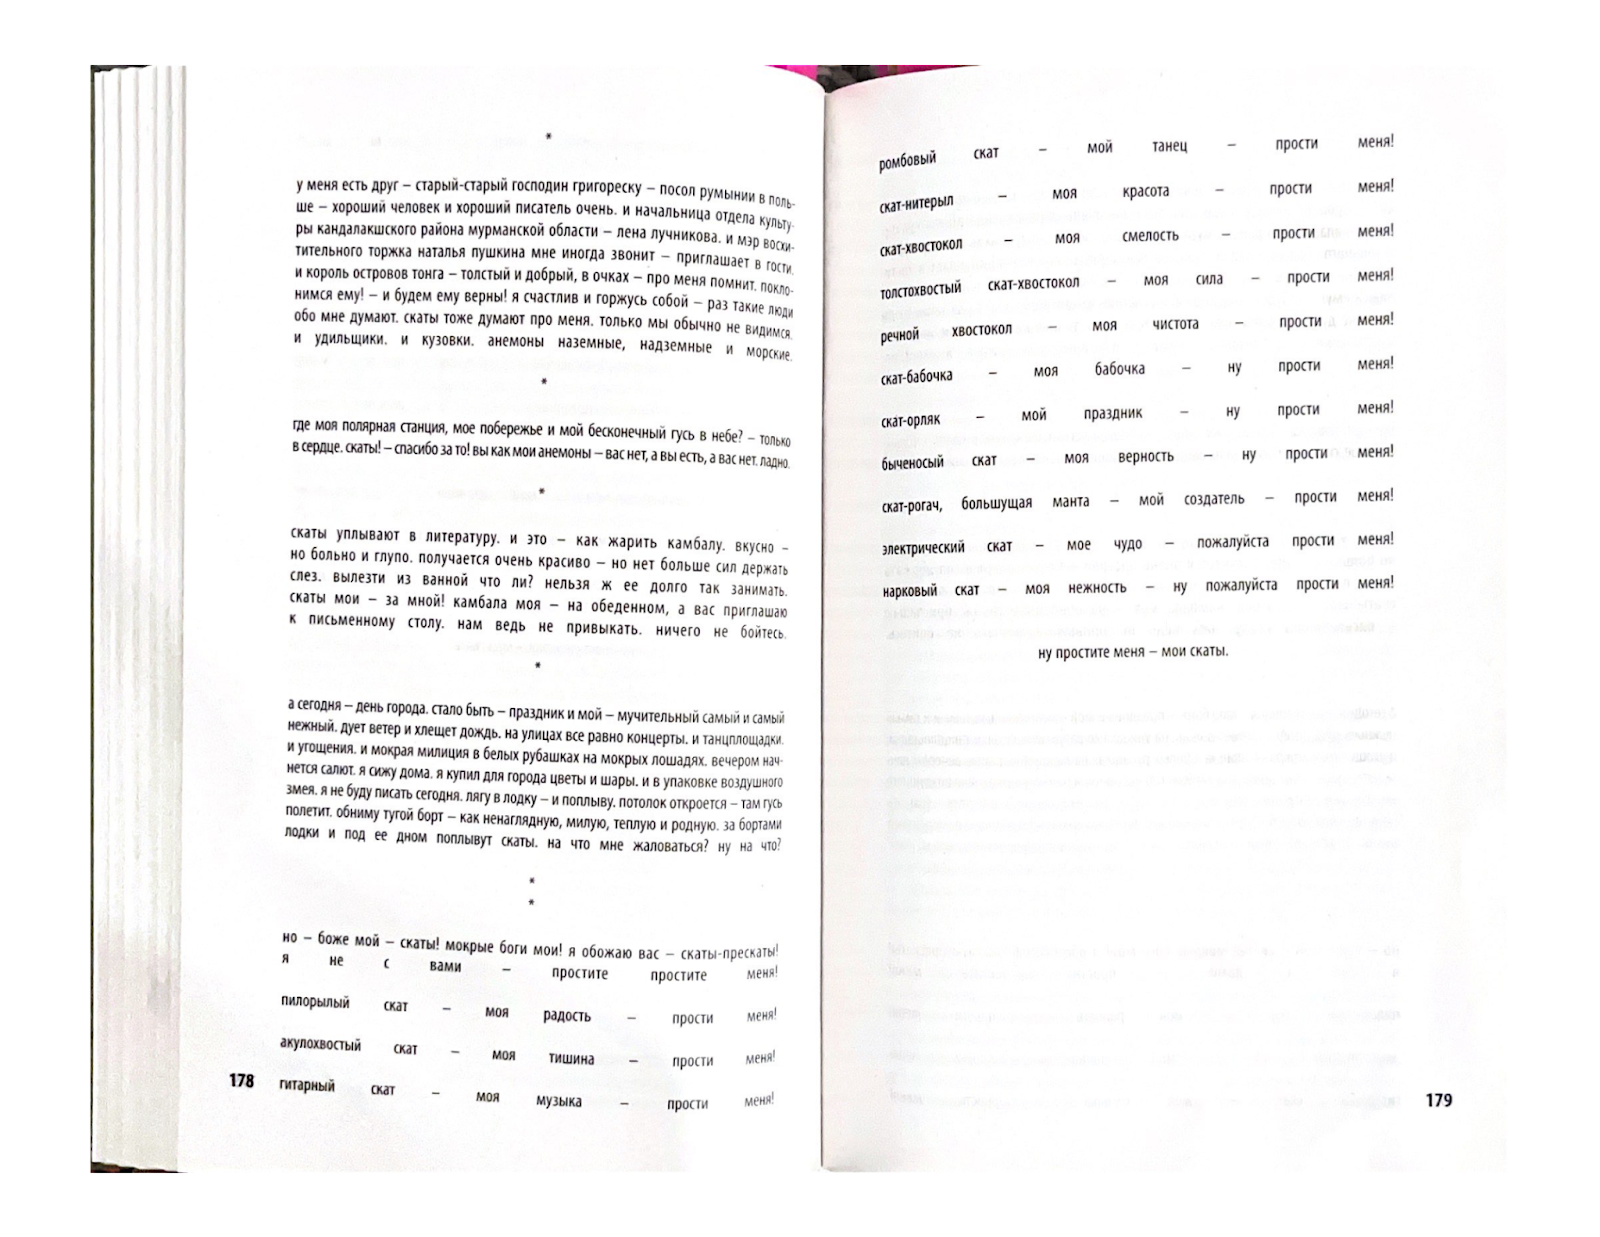 *
у меня есть друг – старый-старый господин григореску – посол румынии в поль-
ше – хороший человек и хороший писатель очень. и начальница отдела культу-
ры кандалакшского района мурманской области – лена лучникова. и мэр восхи-
тительного торжка наталья пушкина мне иногда звонит – приглашает в гости.
и король островов тонга – толстый и добрый, в очках – про меня помнит. покло-
нимся ему! – и будем ему верны! я счастлив и горжусь собой – раз такие люди
обо мне думают. скаты тоже думают про меня. только мы обычно не видимся.
и удильщики. и кузовки. анемоны наземные, надземные и морские.
*
где моя полярная станция, мое побережье и мой бесконечный гусь в небе? – только
в сердце. скаты! – спасибо за то! вы как мои анемоны – вас нет, а вы есть, а вас нет. ладно.
*
скаты уплывают в литературу. и это – как жарить камбалу. вкусно –
но больно и глупо. получается очень красиво – но нет больше сил держать
слез. вылезти из ванной что ли? нельзя ж ее долго так занимать.
скаты мои – за мной! камбала моя – на обеденном, а вас приглашаю
к письменному столу. нам ведь не привыкать. ничего не бойтесь.
*
а сегодня – день города. стало быть – праздник и мой – мучительный самый и самый
нежный. дует ветер и хлещет дождь. на улицах все равно концерты. и танцплощадки.
и угощения. и мокрая милиция в белых рубашках на мокрых лошадях. вечером нач-
нется салют. я сижу дома. я купил для города цветы и шары. и в упаковке воздушного
змея. я не буду писать сегодня. лягу в лодку – и поплыву. потолок откроется – там гусь
полетит. обниму тугой борт – как ненаглядную, милую, теплую и родную. за бортами
лодки и под ее дном поплывут скаты. на что мне жаловаться? ну на что?
*
*
но – боже мой – скаты! мокрые боги мои! я обожаю вас – скаты-прескаты!
я не с вами – простите простите меня!
пилорылый скат – моя радость – прости меня!
акулохвостый скат – моя тишина – прости меня!
гитарный скат – моя музыка – прости меня!
178
ромбовый скат – мой танец – прости меня!
скат-нитерыл – моя красота – прости меня!
скат-хвостокол – моя смелость – прости меня!
толстохвостый скат-хвостокол – моя сила – прости меня!
речной хвостокол – моя чистота – прости меня!
скат-бабочка – моя бабочка – ну прости меня!
скат-орляк – мой праздник – ну прости меня!
быченосый скат – моя верность – ну прости меня!
скат-рогач, большущая манта – мой создатель – прости меня!
электрический скат – мое чудо – пожалуйста прости меня!
нарковый скат – моя нежность – ну пожалуйста прости меня!
ну простите меня – мои скаты.
179